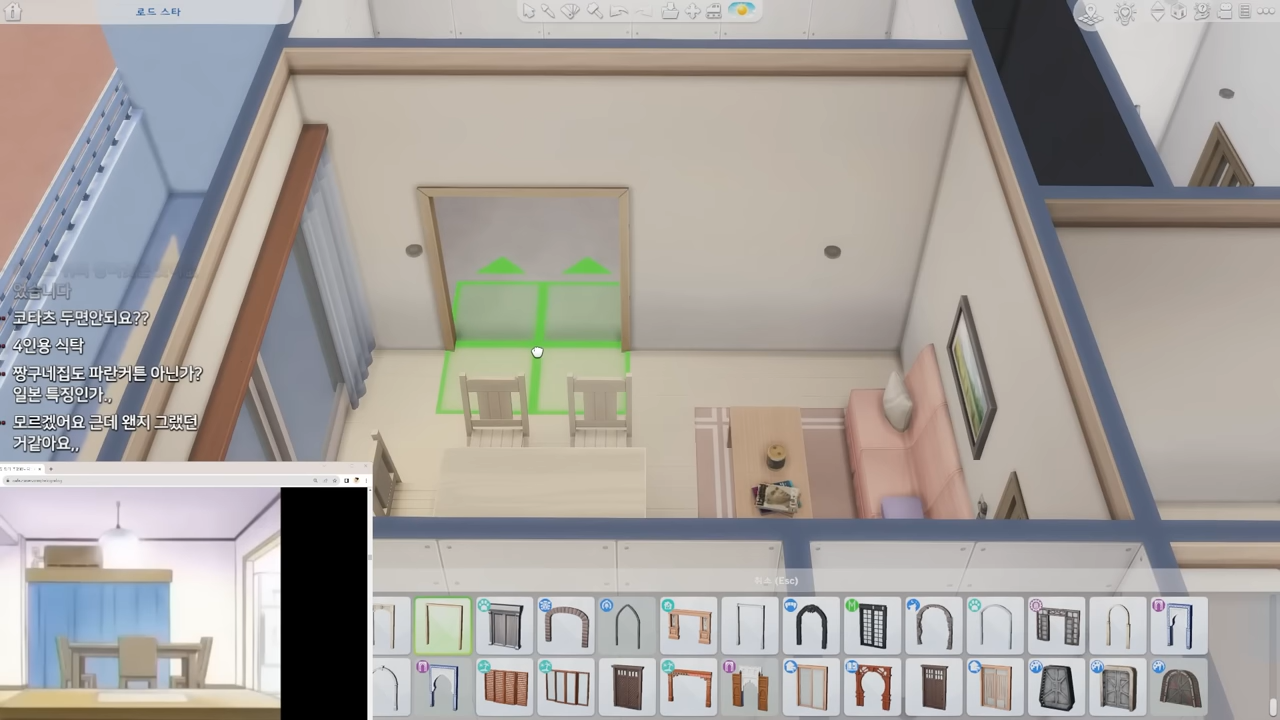 로드 스타
었습니다
코타츠 두면안되요??
4인용 식탁
짱구네집도 파란커튼 아닌가?
일본 특징인가.,
모르겠어요 근데 왠지 그랬던
거같아요,,
취소 (Esc)